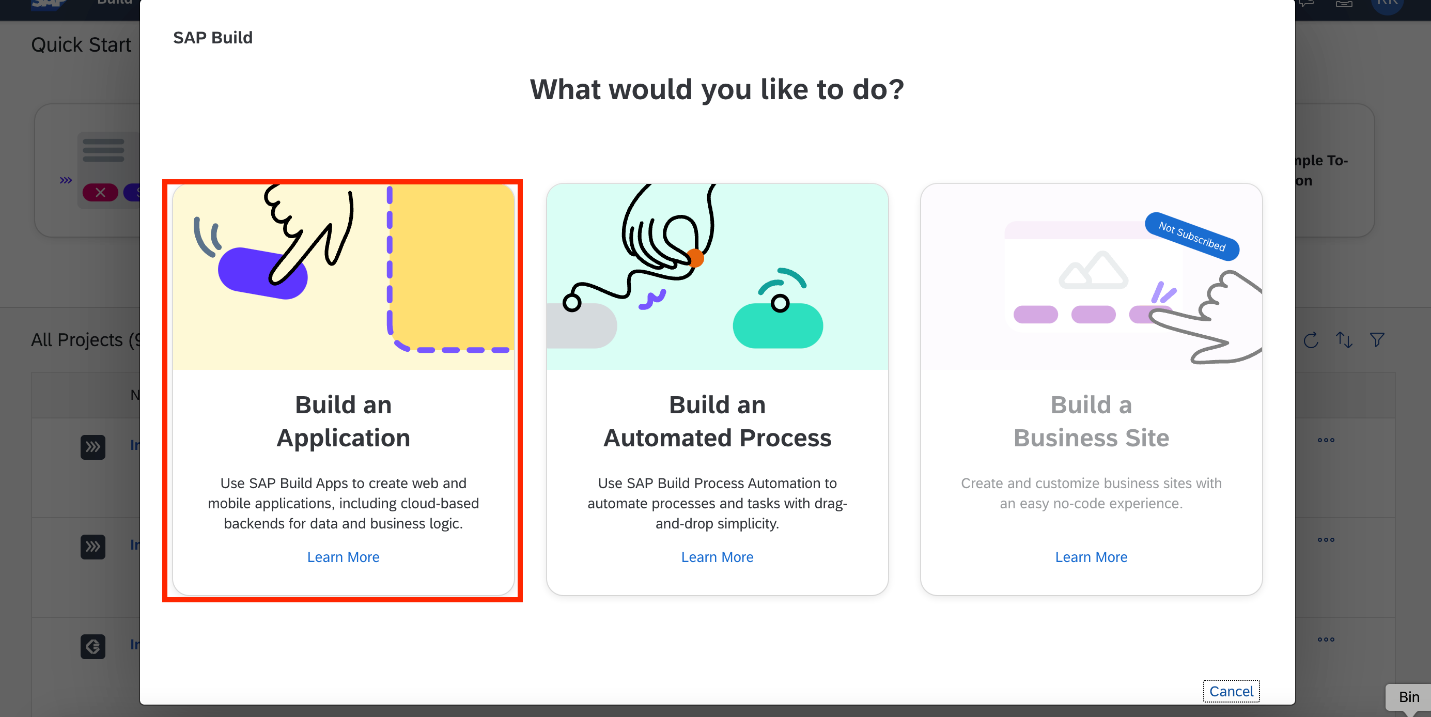 SAP Build
Quick Start
SAP Build
What would you like to do?
Not Subscribed
Build an
Application
Use SAP Build Apps to create web and
mobile applications, including cloud-based
backends for data and business logic.
Learn More
Build an
Automated Process
Use SAP Build Process Automation to
automate processes and tasks with drag-
and-drop simplicity.
Learn More
Build a
Business Site
Create and customize business sites with
an easy no-code experience.
Learn More
All Projects (9
Cancel
Bin